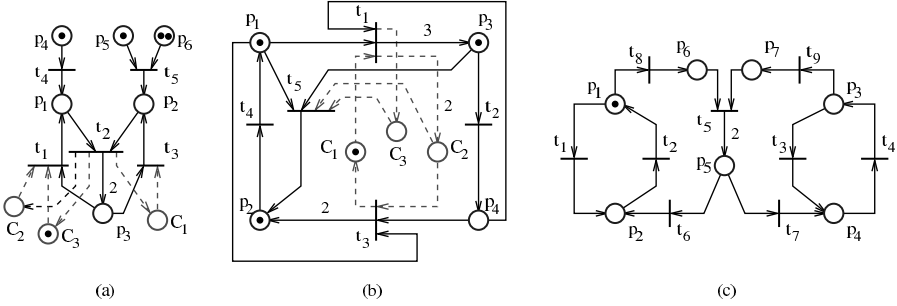 p4 p5 p6
t4 t5
p1 p2
t2
t1 t3
2
C2 C3 p3 C1
(a)
p1 t1 3 p3
t5
t4 2 t2
C1 C3 C2
p2 2 p4
t3
(b)
t8 p6 p7 t9
p1 p3
t5
2
t1 t2 p5 t3 t4
p2 t6 t7 p4
(c)